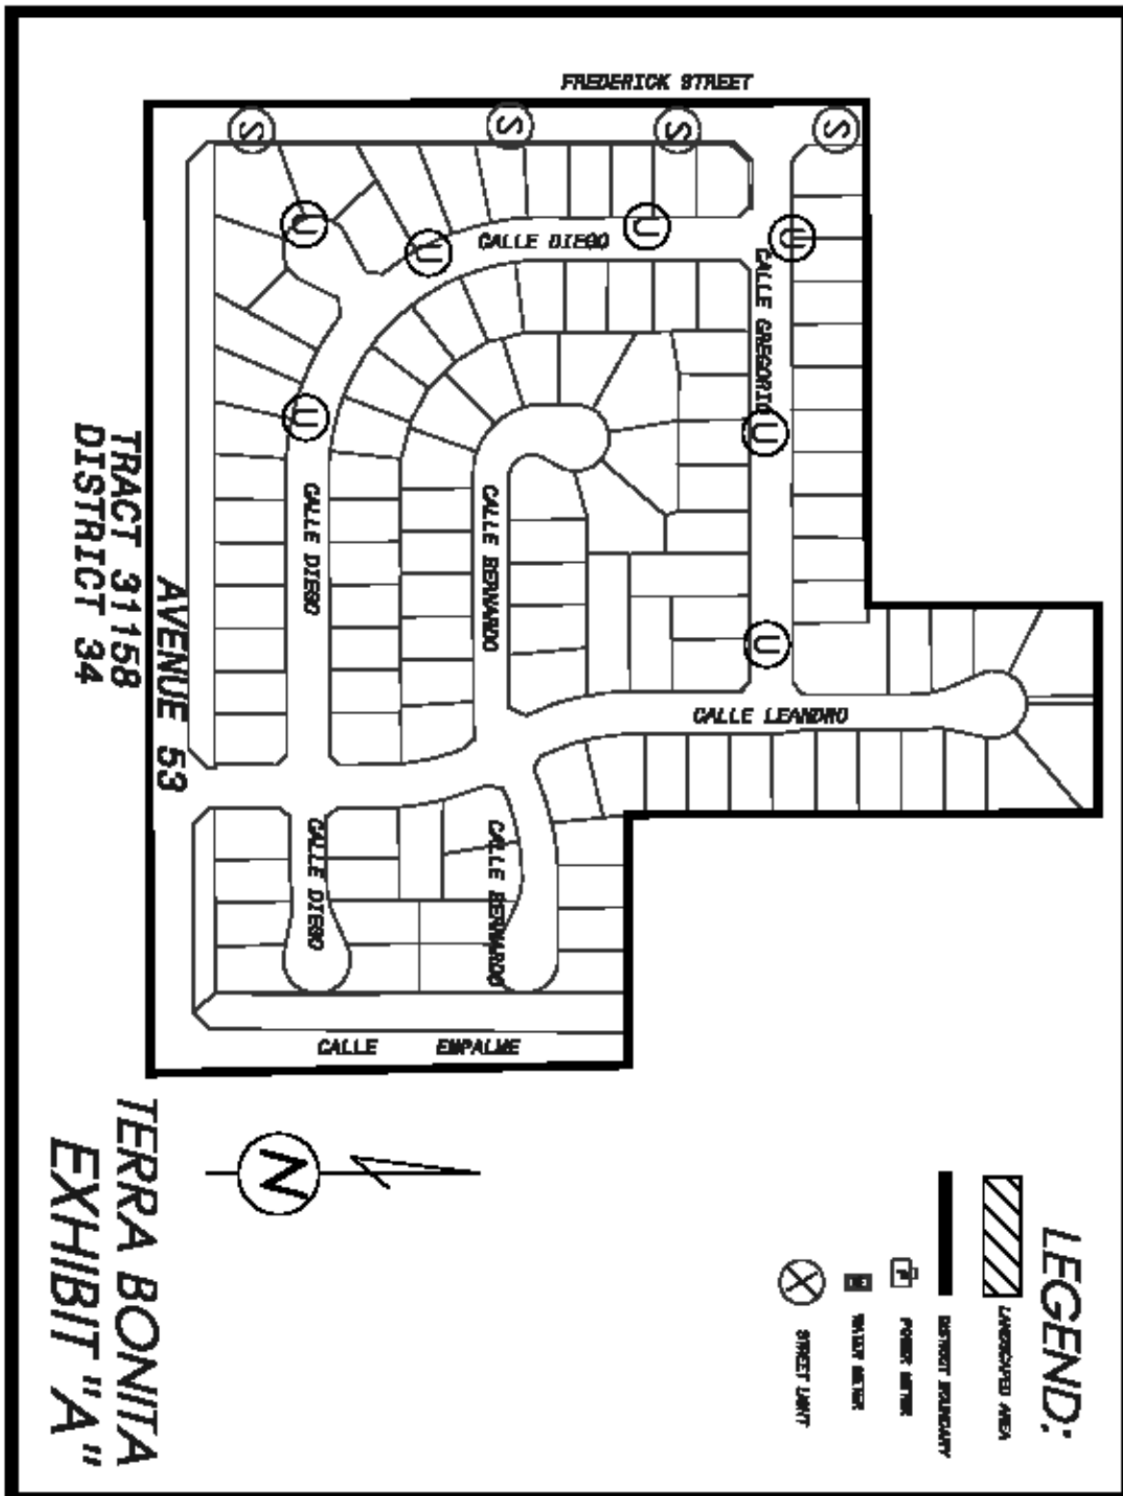 FREDERICK STREET
S
S
S
S
U
U
U
U
CALLE DIEGO
CALLE GREGORIO
U
U
U
CALLE DIEGO
CALLE BERNARDO
CALLE LEANDRO
TRACT 31158
DISTRICT 34
AVENUE 53
CALLE DIEGO
CALLE BERNARDO
CALLE EMPALME
N
TERRA BONITA
EXHIBIT "A"
LEGEND:
LANDSCAPED AREA
DISTRICT BOUNDARY
P
POWER METER
WATER METER
STREET LIGHT